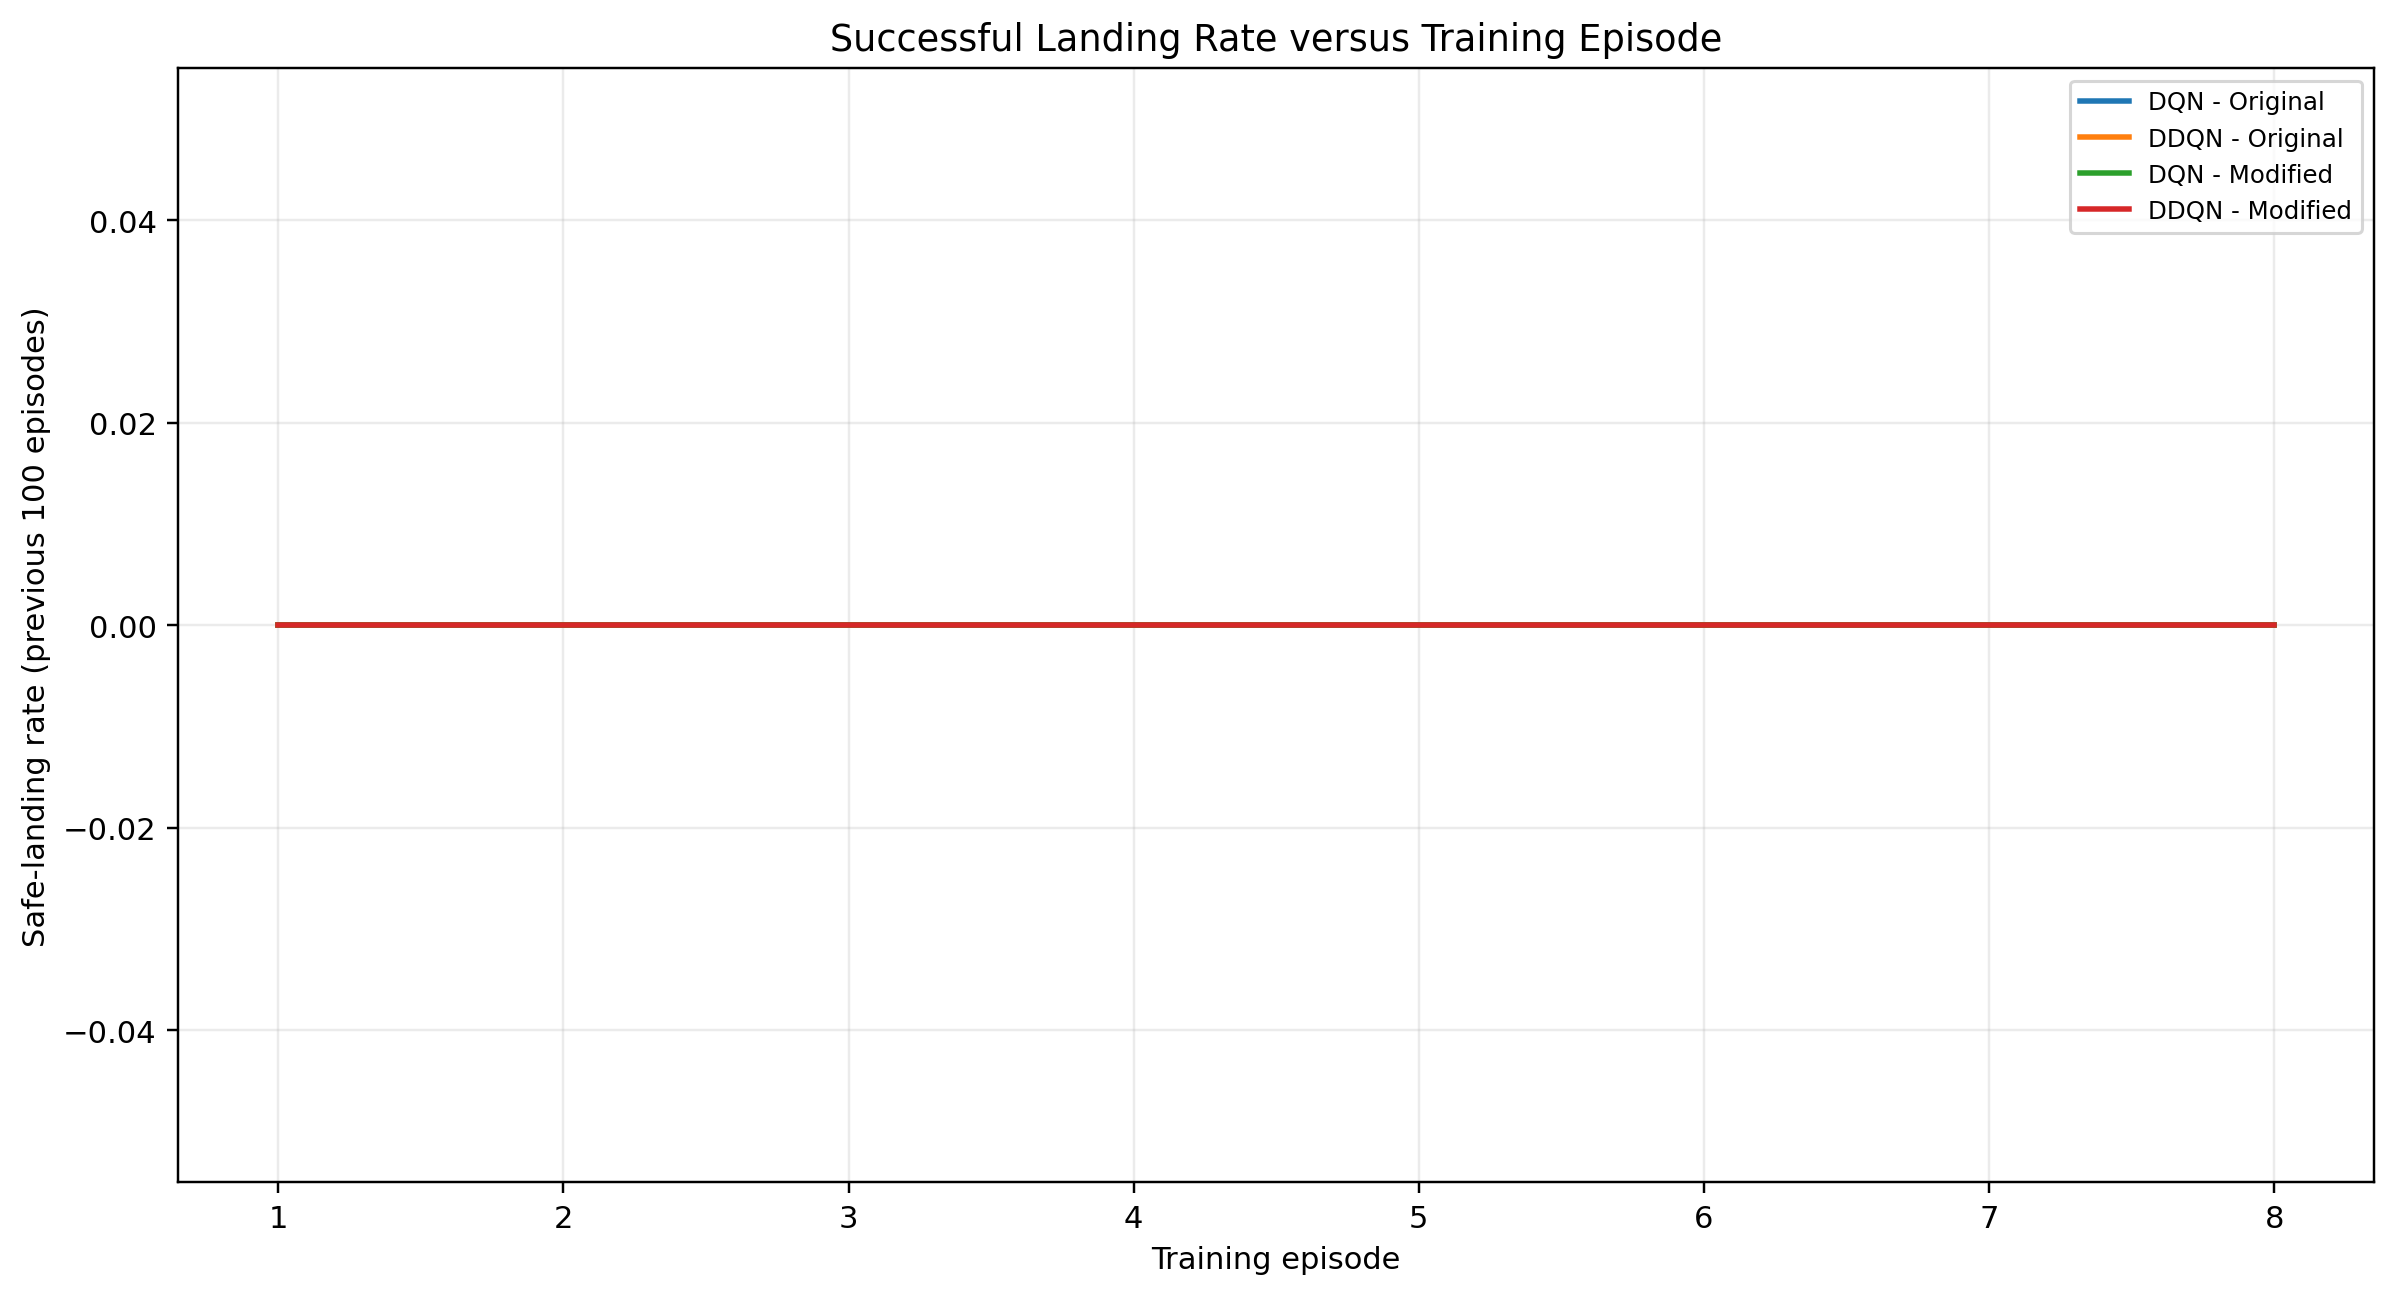 Successful Landing Rate versus Training Episode
DQN - Original
DDQN - Original
DQN - Modified
DDQN - Modified
Safe-landing rate (previous 100 episodes)
0.04
0.02
0.00
−0.02
−0.04
1 2 3 4 5 6 7 8
Training episode